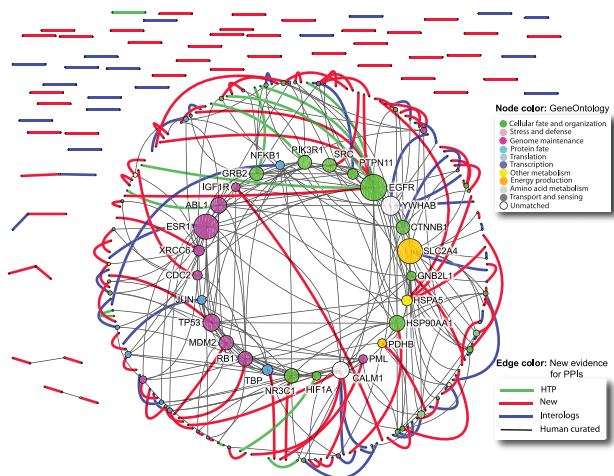 Node color: GeneOntology
Cellular fate and organization
Stress and defense
Genome maintenance
Protein fate
Translation
Transcription
Other metabolism
Energy production
Amino acid metabolism
Transport and sensing
Unmatched
NFKB1
PIK3R1
SRC
PTPN11
GRB2
EGFR
IGF1R
YWHAB
ABL1
CTNNB1
ESR1
SLC2A4
XRCC6
GNB2L1
CDC2
HSPA5
JUN
HSP90AA1
TP53
PDHB
MDM2
PML
RB1
CALM1
TBP
HIF1A
NR3C1
Edge color: New evidence
for PPIs
HTP
New
Interologs
Human curated